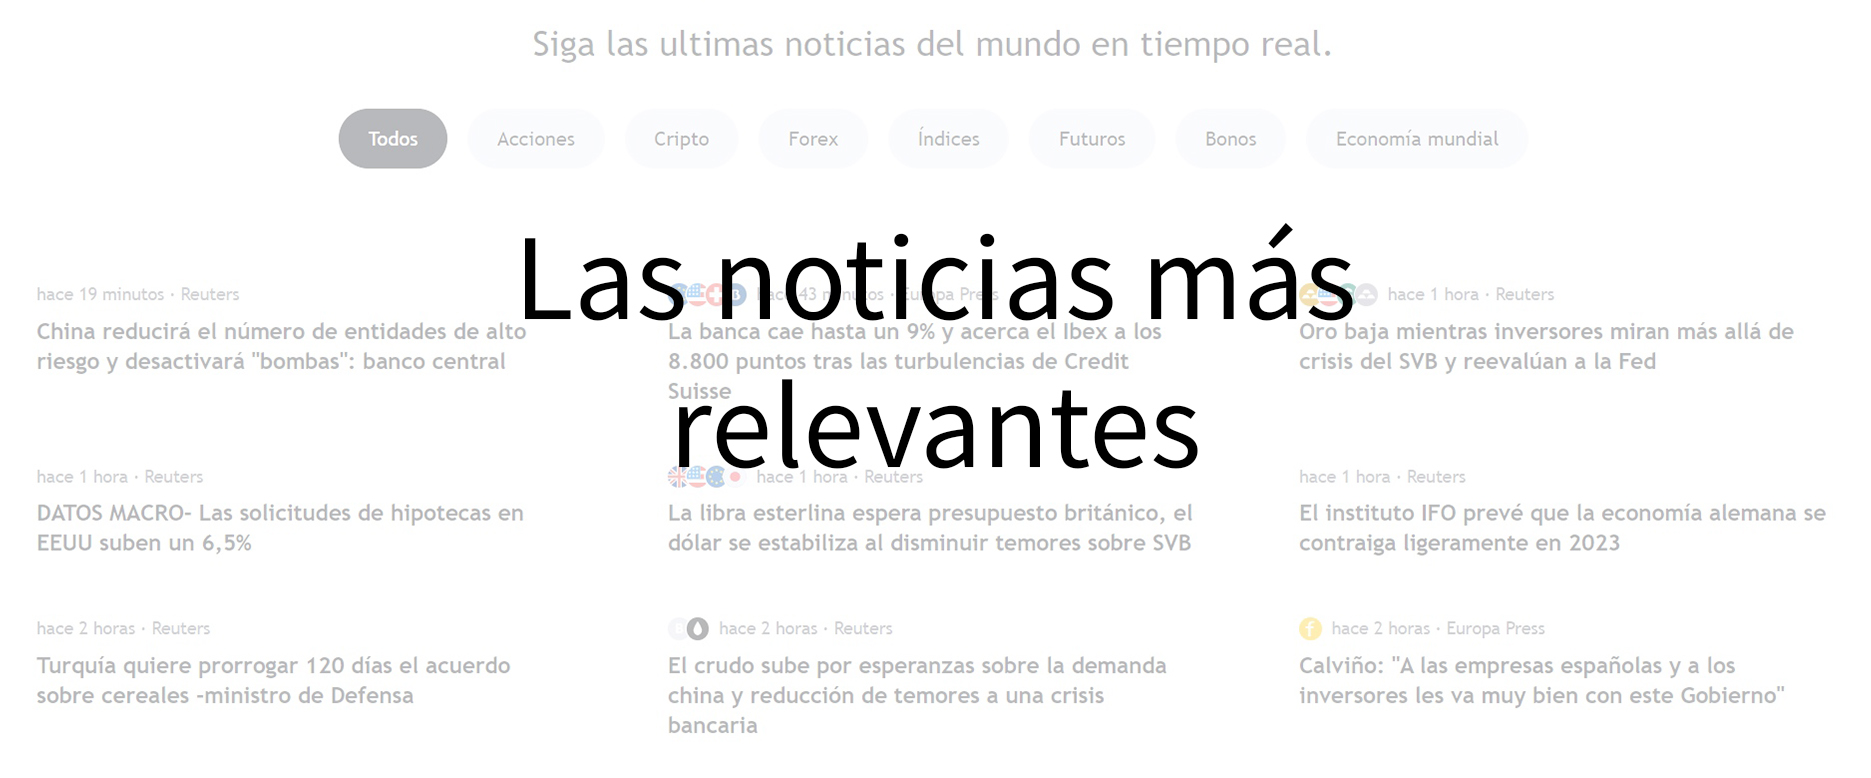 Siga las ultimas noticias del mundo en tiempo real.
Todos Acciones Cripto Forex Índices Futuros Bonos Economía mundial
Las noticias más
relevantes
hace 19 minutos · Reuters
China reducirá el número de entidades de alto
riesgo y desactivará "bombas": banco central
hace 43 minutos · Europa Press
La banca cae hasta un 9% y acerca el Ibex a los
8.800 puntos tras las turbulencias de Credit
Suisse
hace 1 hora · Reuters
Oro baja mientras inversores miran más allá de
crisis del SVB y reevalúan a la Fed
hace 1 hora · Reuters
DATOS MACRO- Las solicitudes de hipotecas en
EEUU suben un 6,5%
hace 1 hora · Reuters
La libra esterlina espera presupuesto británico, el
dólar se estabiliza al disminuir temores sobre SVB
hace 1 hora · Reuters
El instituto IFO prevé que la economía alemana se
contraiga ligeramente en 2023
hace 2 horas · Reuters
Turquía quiere prorrogar 120 días el acuerdo
sobre cereales -ministro de Defensa
hace 2 horas · Reuters
El crudo sube por esperanzas sobre la demanda
china y reducción de temores a una crisis
bancaria
hace 2 horas · Europa Press
Calviño: "A las empresas españolas y a los
inversores les va muy bien con este Gobierno"